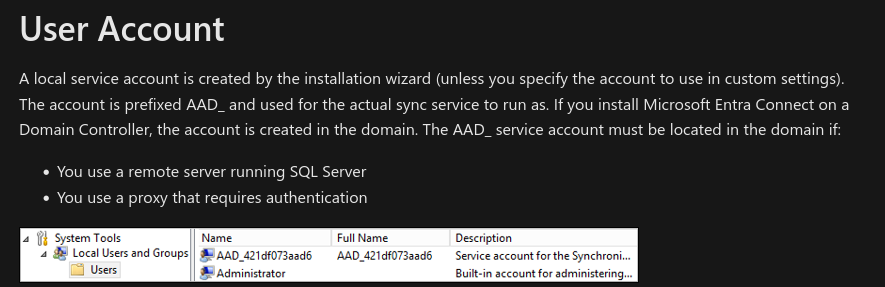 User Account
A local service account is created by the installation wizard (unless you specify the account to use in custom settings).
The account is prefixed AAD_ and used for the actual sync service to run as. If you install Microsoft Entra Connect on a
Domain Controller, the account is created in the domain. The AAD_ service account must be located in the domain if:
• You use a remote server running SQL Server
• You use a proxy that requires authentication
System Tools
Local Users and Groups
Users
Name Full Name Description
AAD_421df073aad6 AAD_421df073aad6 Service account for the Synchroni...
Administrator Built-in account for administering...